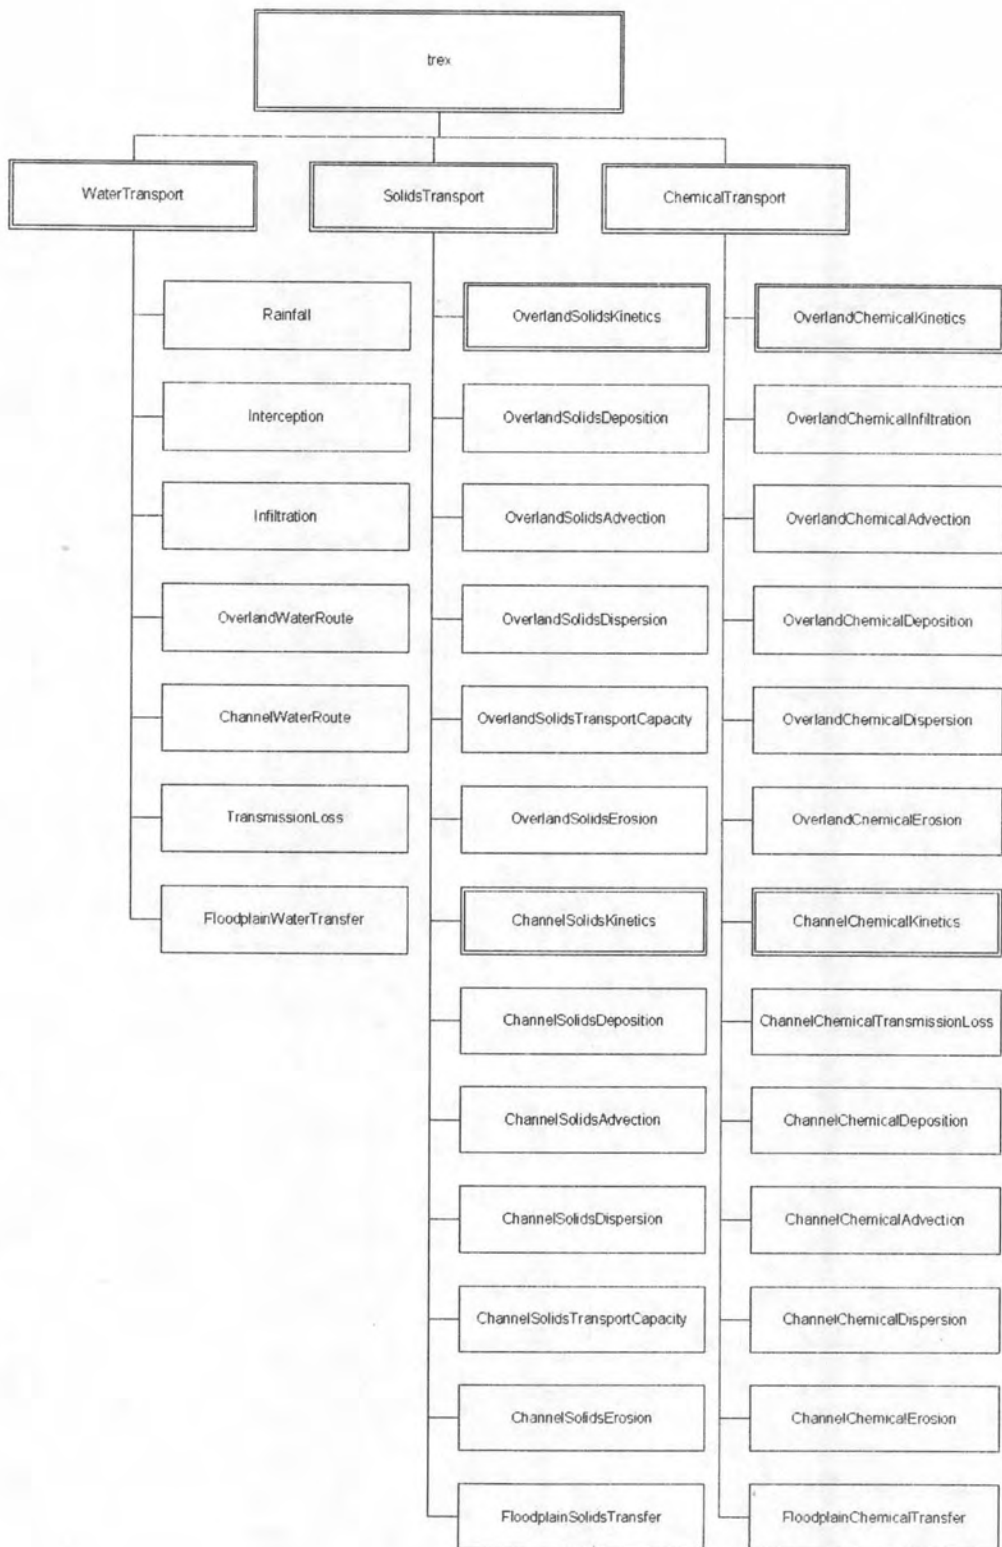 trex
WaterTransport
SolidsTransport
ChemicalTransport
Rainfall
Interception
Infiltration
OverlandWaterRoute
ChannelWaterRoute
TransmissionLoss
FloodplainWaterTransfer
OverlandSolidsKinetics
OverlandSolidsDeposition
OverlandSolidsAdvection
OverlandSolidsDispersion
OverlandSolidsTransportCapacity
OverlandSolidsErosion
ChannelSolidsKinetics
ChannelSolidsDeposition
ChannelSolidsAdvection
ChannelSolidsDispersion
ChannelSolidsTransportCapacity
ChannelSolidsErosion
FloodplainSolidsTransfer
OverlandChemicalKinetics
OverlandChemicalInfiltration
OverlandChemicalAdvection
OverlandChemicalDeposition
OverlandChemicalDispersion
OverlandChemicalErosion
ChannelChemicalKinetics
ChannelChemicalTransmissionLoss
ChannelChemicalDeposition
ChannelChemicalAdvection
ChannelChemicalDispersion
ChannelChemicalErosion
FloodplainChemicalTransfer